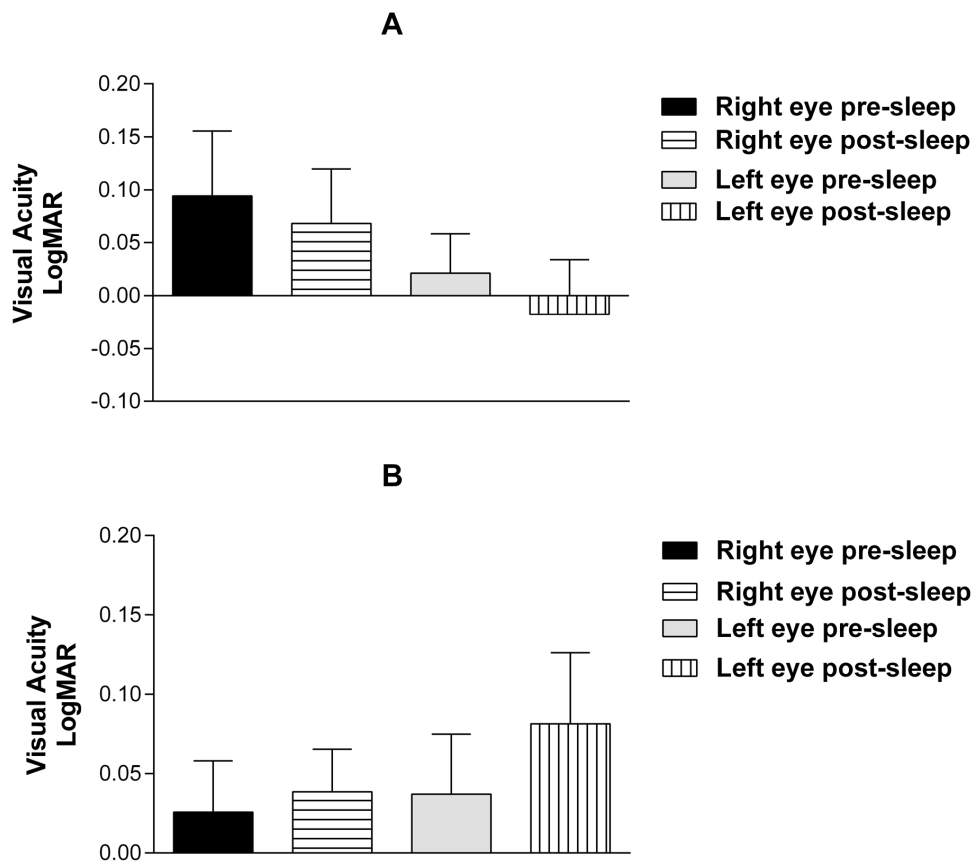 A
0.20
0.15
0.10
0.05
0.00
-0.05
-0.10
Visual Acuity
LogMAR
Right eye pre-sleep
Right eye post-sleep
Left eye pre-sleep
Left eye post-sleep
B
0.20
0.15
0.10
0.05
0.00
Visual Acuity
LogMAR
Right eye pre-sleep
Right eye post-sleep
Left eye pre-sleep
Left eye post-sleep